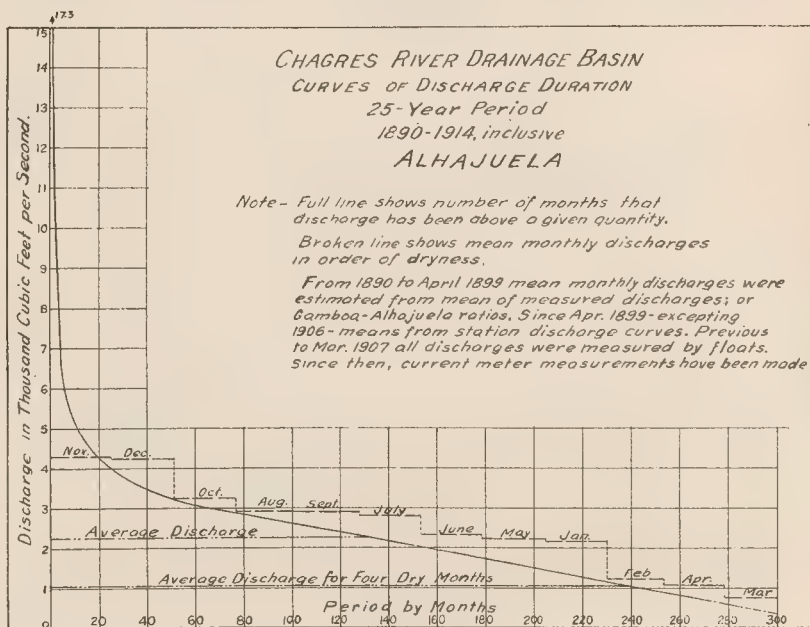 17.3
CHAGRES RIVER DRAINAGE BASIN
CURVES OF DISCHARGE DURATION
25-Year Period
1890-1914, inclusive
ALHAJUELA
Note- Full line shows number of months that
discharge has been above a given quantity.
Broken line shows mean monthly discharges
in order of dryness.
From 1890 to April 1899 mean monthly discharges were
estimated from mean of measured discharges; or
Gamboa-Alhajuela ratios. Since Apr. 1899-excepting
1906-means from station discharge curves. Previous
to Mar. 1907 all discharges were measured by floats.
Since then, current meter measurements have been made
Discharge in Thousand Cubic Feet per Second.
15
14
13
12
11
10
9
8
7
6
5
4
3
2
1
0
Nov. Dec.
Oct.
Aug. Sept. July
June May Jan.
Feb Apr.
Mar
Average Discharge
Average Discharge for Four Dry Months
Period by Months
20 40 60 80 100 120 140 160 180 200 220 240 260 280 300